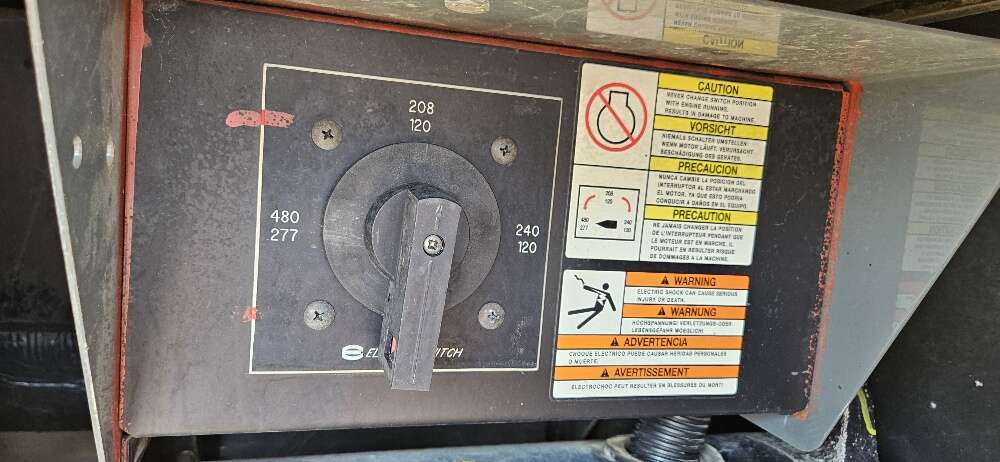 208
120
480
277
240
120
CAUTION
NEVER CHANGE SWITCH POSITION
WITH ENGINE RUNNING.
RESULTS IN DAMAGE TO MACHINE.
VORSICHT
NIEMALS SCHALTER UMSTELLEN,
WENN MOTOR LÄUFT. VERURSACHT
BESCHÄDIGUNG DES GERÄTES.
PRECAUCION
NUNCA CAMBIE LA POSICION DEL
INTERRUPTOR AL ESTAR MARCHANDO
EL MOTOR, YA QUE ESTO PODRIA
CONDUCIR A DAÑOS EN EL EQUIPO.
PRECAUTION
NE JAMAIS CHANGER LA POSITION
DE L'INTERRUPTEUR PENDANT QUE
LE MOTEUR EST EN MARCHE. IL
POURRAIT EN RESULTER RISQUE
DE DOMMAGES A LA MACHINE.
208
120
480
277
240
120
WARNING
ELECTRIC SHOCK CAN CAUSE SERIOUS
INJURY OR DEATH.
WARNUNG
HOCHSPANNUNG: VERLETZUNGS-ODER
LEBENSGEFAHR MOEGLICH!
ADVERTENCIA
CHOQUE ELECTRICO PUEDE CAUSAR HERIDAS PERSONALES
O MUERTE.
AVERTISSEMENT
ELECTROCHOC PEUT RESULTER EN BLESSURES OU MORT!